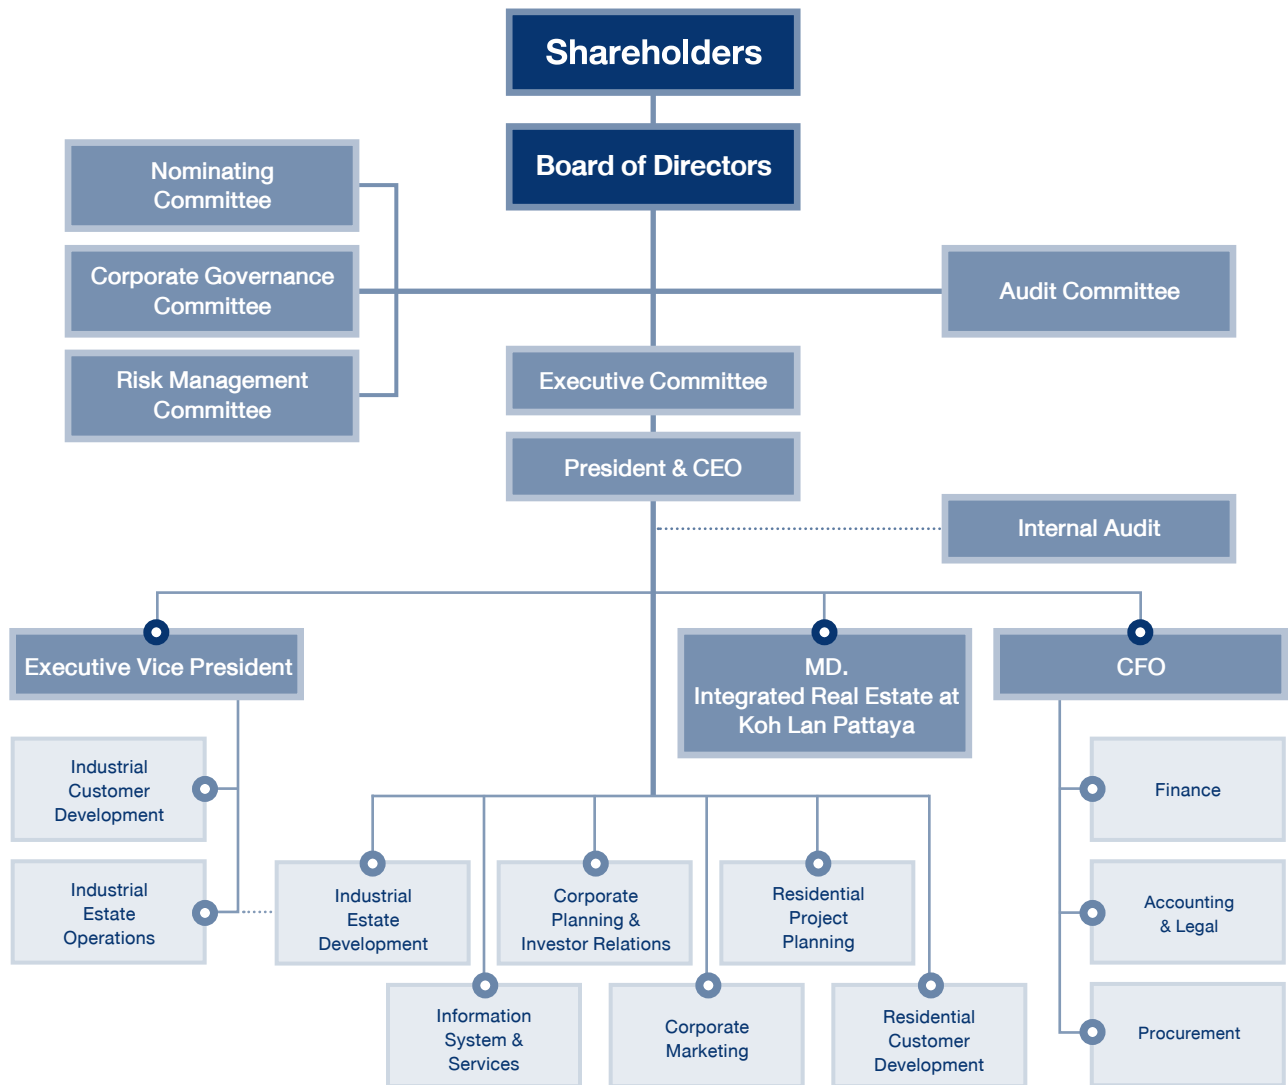 Shareholders
Board of Directors
Nominating
Committee
Corporate Governance
Committee
Audit Committee
Risk Management
Committee
Executive Committee
President & CEO
Internal Audit
Executive Vice President
MD.
Integrated Real Estate at
Koh Lan Pattaya
CFO
Industrial
Customer
Development
Finance
Industrial
Estate
Operations
Industrial
Estate
Development
Corporate
Planning &
Investor Relations
Residential
Project
Planning
Accounting
& Legal
Information
System &
Services
Corporate
Marketing
Residential
Customer
Development
Procurement